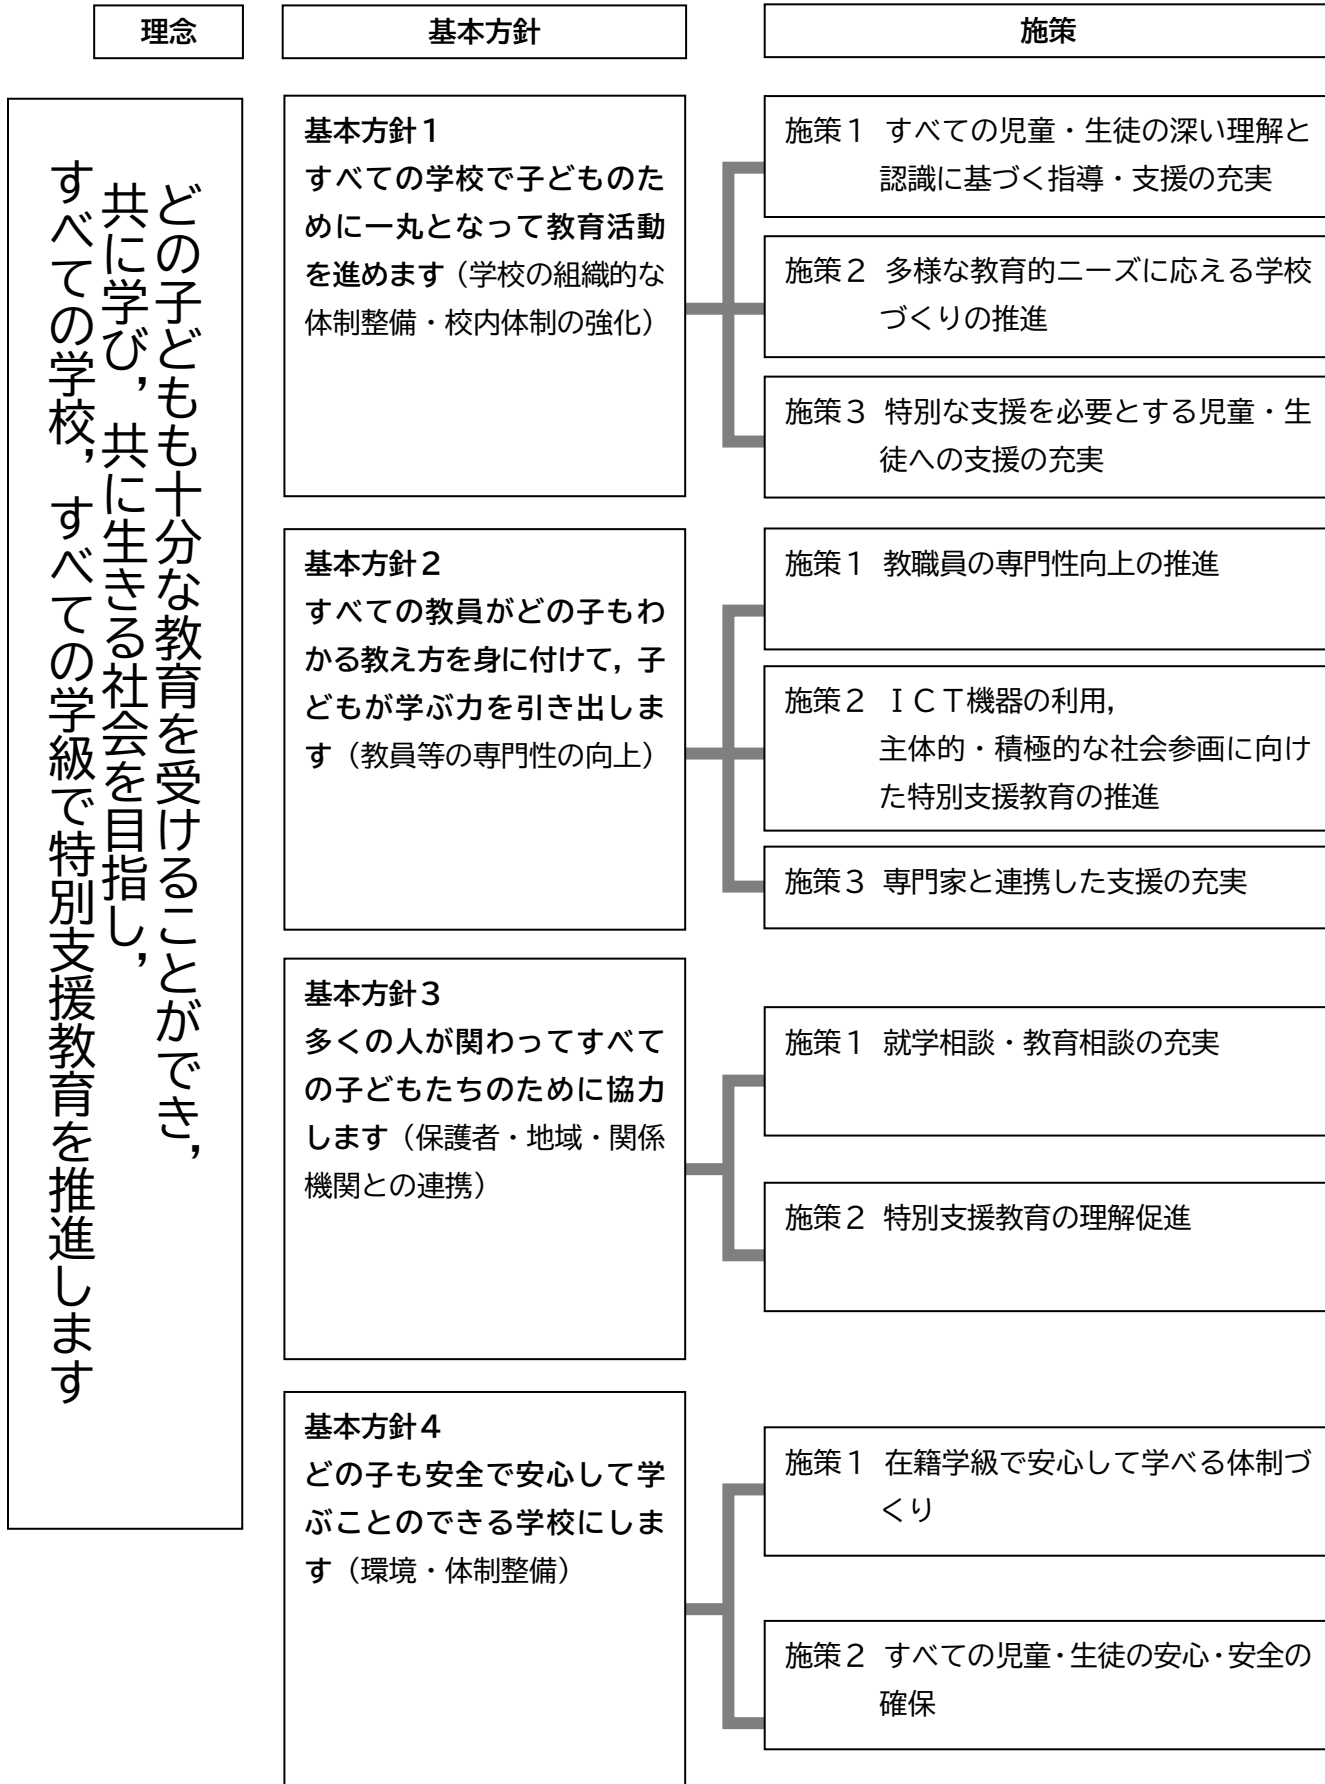 理念
基本方針
施策
どの子どもも十分な教育を受けることができ，
共に学び，共に生きる社会を目指し，
すべての学校，すべての学級で特別支援教育を推進します
基本方針１
すべての学校で子どものた
めに一丸となって教育活動
を進めます（学校の組織的な
体制整備・校内体制の強化）
施策１ すべての児童・生徒の深い理解と
認識に基づく指導・支援の充実
施策２ 多様な教育的ニーズに応える学校
づくりの推進
施策３ 特別な支援を必要とする児童・生
徒への支援の充実
基本方針２
すべての教員がどの子もわ
かる教え方を身に付けて，子
どもが学ぶ力を引き出しま
す（教員等の専門性の向上）
施策１ 教職員の専門性向上の推進
施策２ ＩＣＴ機器の利用，
主体的・積極的な社会参画に向け
た特別支援教育の推進
施策３ 専門家と連携した支援の充実
基本方針３
多くの人が関わってすべて
の子どもたちのために協力
します（保護者・地域・関係
機関との連携）
施策１ 就学相談・教育相談の充実
施策２ 特別支援教育の理解促進
基本方針４
どの子も安全で安心して学
ぶことのできる学校にしま
す（環境・体制整備）
施策１ 在籍学級で安心して学べる体制づ
くり
施策２ すべての児童・生徒の安心・安全の
確保